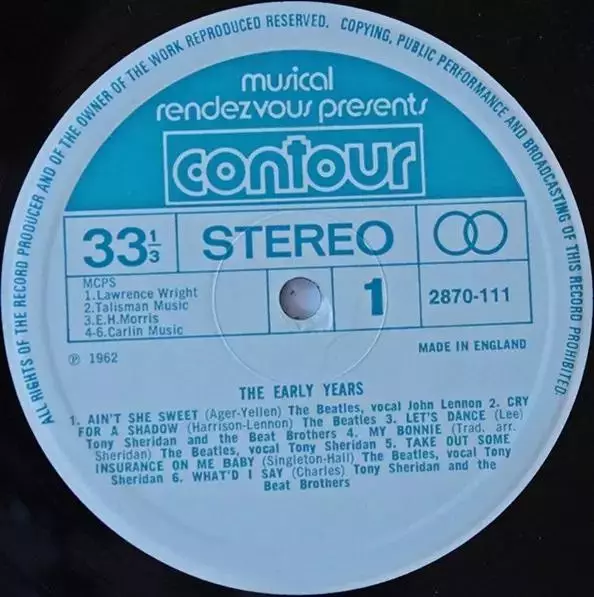 ALL RIGHTS OF THE RECORD PRODUCER AND OF THE OWNER OF THE WORK REPRODUCED RESERVED. COPYING, PUBLIC PERFORMANCE AND BROADCASTING OF THIS RECORD PROHIBITED.
musical
rendezvous presents
contour
33 1/3 STEREO
MCPS
1.Lawrence Wright
2.Talisman Music
3.E.H.Morris
4-6.Carlin Music
1
2870-111
℗ 1962
MADE IN ENGLAND
THE EARLY YEARS
1. AIN'T SHE SWEET (Ager-Yellen) The Beatles, vocal John Lennon 2. CRY
FOR A SHADOW (Harrison-Lennon) The Beatles 3. LET'S DANCE (Lee)
Tony Sheridan and the Beat Brothers 4. MY BONNIE (Trad. arr.
Sheridan) The Beatles, vocal Tony Sheridan 5. TAKE OUT SOME
INSURANCE ON ME BABY (Singleton-Hall) The Beatles, vocal Tony
Sheridan 6. WHAT'D I SAY (Charles) Tony Sheridan and the
Beat Brothers